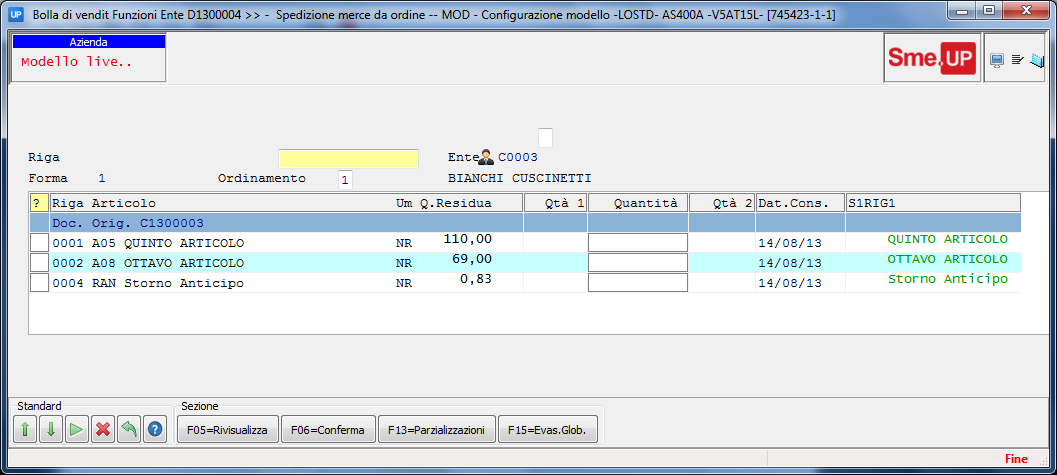 UP Bolla di vendit Funzioni Ente D1300004 >> - Spedizione merce da ordine -- MOD - Configurazione modello -LOSTD- AS400A -V5AT15L- [745423-1-1]
Azienda
Modello live..
Sme.UP
Riga Ente C0003
Forma 1 Ordinamento 1 BIANCHI CUSCINETTI
? Riga Articolo Um Q.Residua Qtà 1 Quantità Qtà 2 Dat.Cons. S1RIG1
Doc. Orig. C1300003
0001 A05 QUINTO ARTICOLO NR 110,00 14/08/13 QUINTO ARTICOLO
0002 A08 OTTAVO ARTICOLO NR 69,00 14/08/13 OTTAVO ARTICOLO
0004 RAN Storno Anticipo NR 0,83 14/08/13 Storno Anticipo
Standard Sezione
F05=Rivisualizza F06=Conferma F13=Parzializzazioni F15=Evas.Glob.
Fine